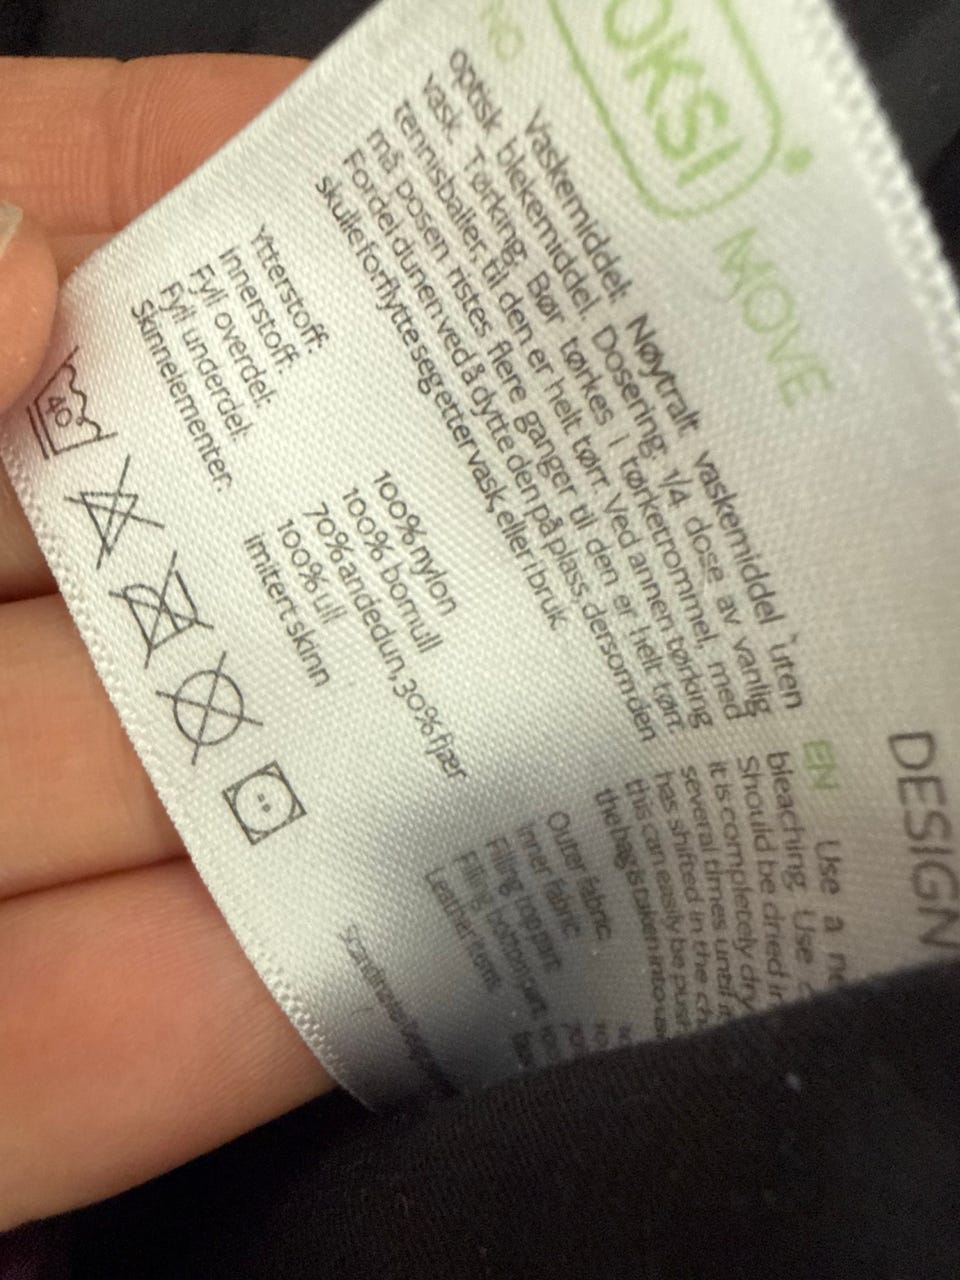 OKSI
MOVE
DESIGN
NO
Vaskemiddel: Nøytralt vaskemiddel uten
optisk blekemiddel. Dosering: 1/4 dose av vanlig
vask. Tørking: Bør tørkes i tørketrommel, med
tennisballer, til den er helt tørr. Ved annen tørking
må posen ristes flere ganger til den er helt tørr.
Fordel dunen ved å dytte den på plass, dersom den
skulle forflytte seg etter vask, eller i bruk.
Ytterstoff: 100% nylon
Innerstoff: 100% bomull
Fyll overdel: 70% andedun, 30% fjær
Fyll underdel: 100% ull
Skinnelementer: imitert skinn
40
EN
Use a
bleaching. Use
Should be dried in
it is completely dry
several times until
has shifted in the
this can easily be
the bag is taken into
Outer fabric:
Inner fabric:
Filling top part
Filling bottom part
Leather items: